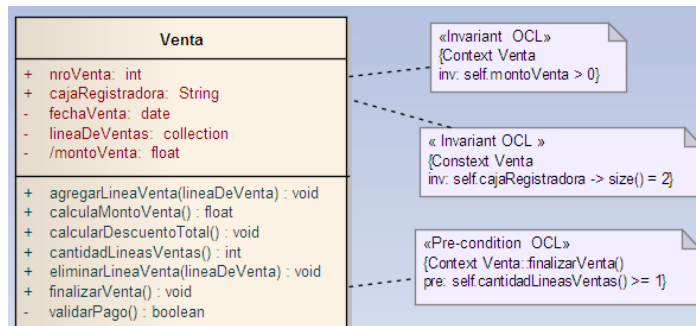 Venta
+ nroVenta: int
+ cajaRegistradora: String
- fechaVenta: date
- lineaDeVentas: collection
- /montoVenta: float
+ agregarLineaVenta(lineaDeVenta) : void
+ calculaMontoVenta() : float
+ calcularDescuentoTotal() : void
+ cantidadLineasVentas() : int
+ eliminarLineaVenta(lineaDeVenta) : void
+ finalizarVenta() : void
- validarPago() : boolean
«Invariant OCL»
{Context Venta
inv: self.montoVenta > 0}
« Invariant OCL »
{Constext Venta
inv: self.cajaRegistradora -> size() = 2}
«Pre-condition OCL»
{Context Venta::finalizarVenta()
pre: self.cantidadLineasVentas() >= 1}